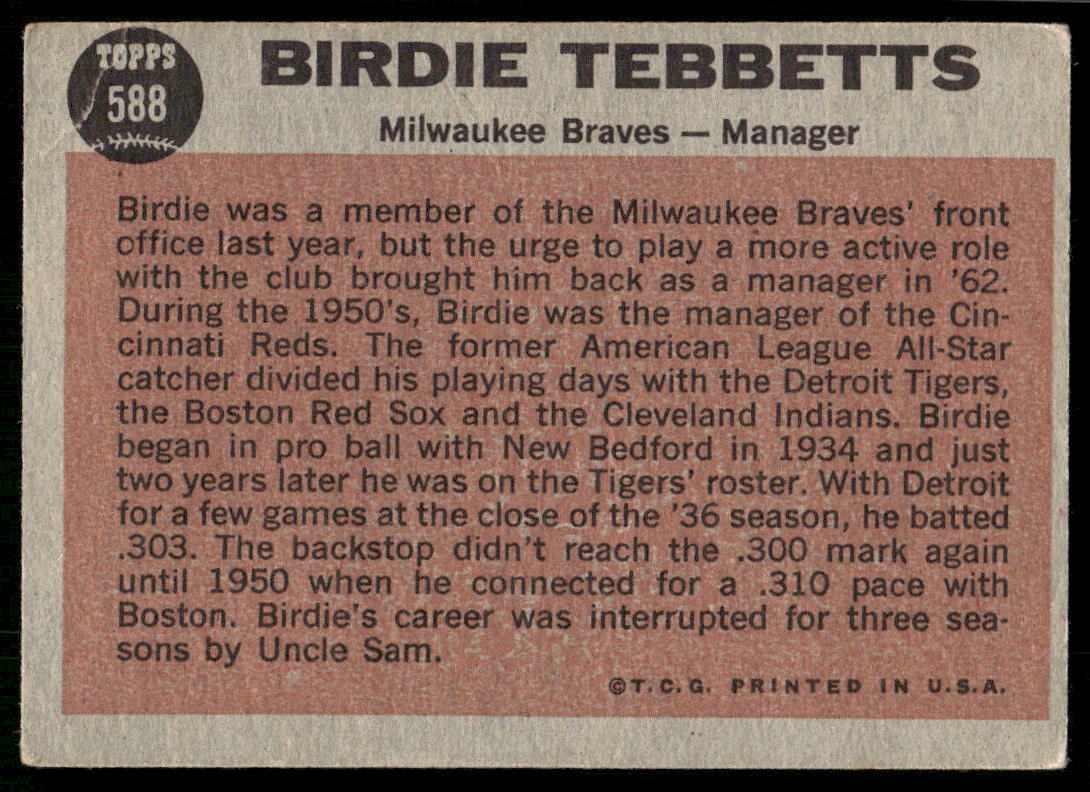 TOPPS
588
BIRDIE TEBBETTS
Milwaukee Braves — Manager
Birdie was a member of the Milwaukee Braves' front
office last year, but the urge to play a more active role
with the club brought him back as a manager in '62.
During the 1950's, Birdie was the manager of the Cin-
cinnati Reds. The former American League All-Star
catcher divided his playing days with the Detroit Tigers,
the Boston Red Sox and the Cleveland Indians. Birdie
began in pro ball with New Bedford in 1934 and just
two years later he was on the Tigers' roster. With Detroit
for a few games at the close of the '36 season, he batted
.303. The backstop didn't reach the .300 mark again
until 1950 when he connected for a .310 pace with
Boston. Birdie's career was interrupted for three sea-
sons by Uncle Sam.
©T.C.G. PRINTED IN U.S.A.